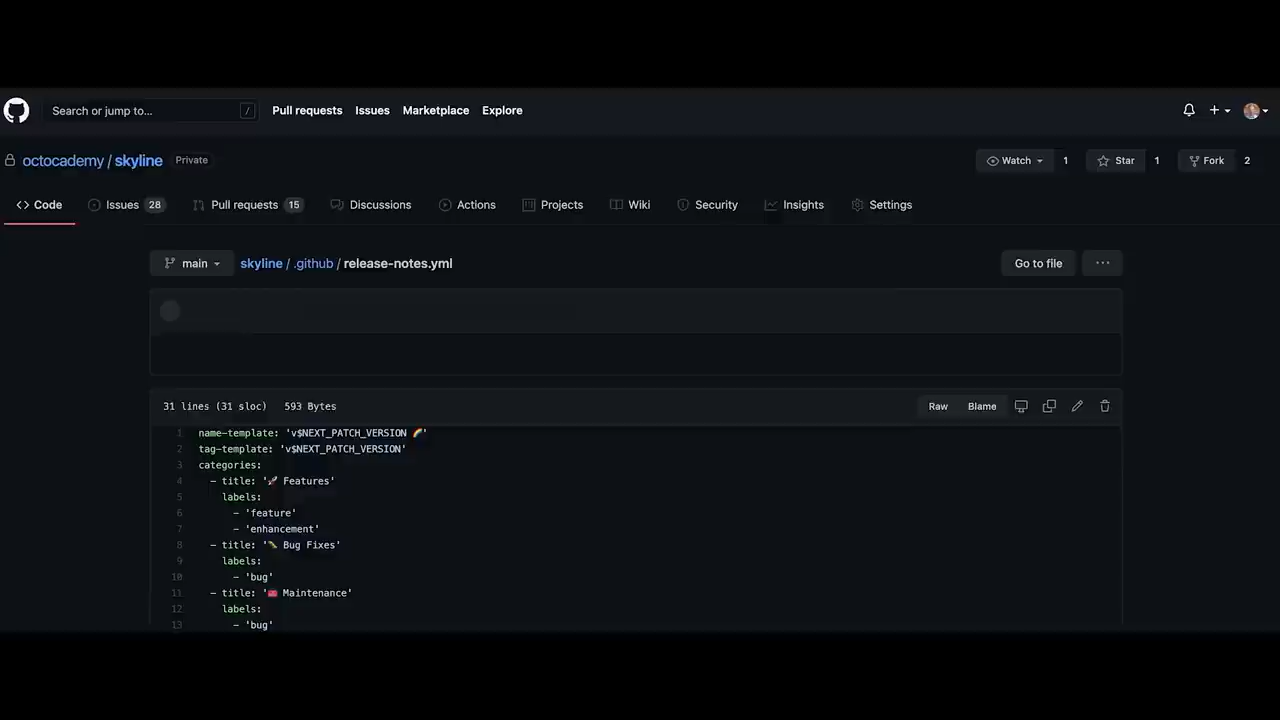 Search or jump to... /
Pull requests Issues Marketplace Explore
octocademy / skyline Private
Watch 1 Star 1 Fork 2
Code Issues 28 Pull requests 15 Discussions Actions Projects Wiki Security Insights Settings
main skyline / .github / release-notes.yml Go to file ...
31 lines (31 sloc) 593 Bytes Raw Blame
1 name-template: 'v$NEXT_PATCH_VERSION 🌈'
2 tag-template: 'v$NEXT_PATCH_VERSION'
3 categories:
4 - title: '🚀 Features'
5 labels:
6 - 'feature'
7 - 'enhancement'
8 - title: '🐛 Bug Fixes'
9 labels:
10 - 'bug'
11 - title: '🧰 Maintenance'
12 labels:
13 - 'bug'